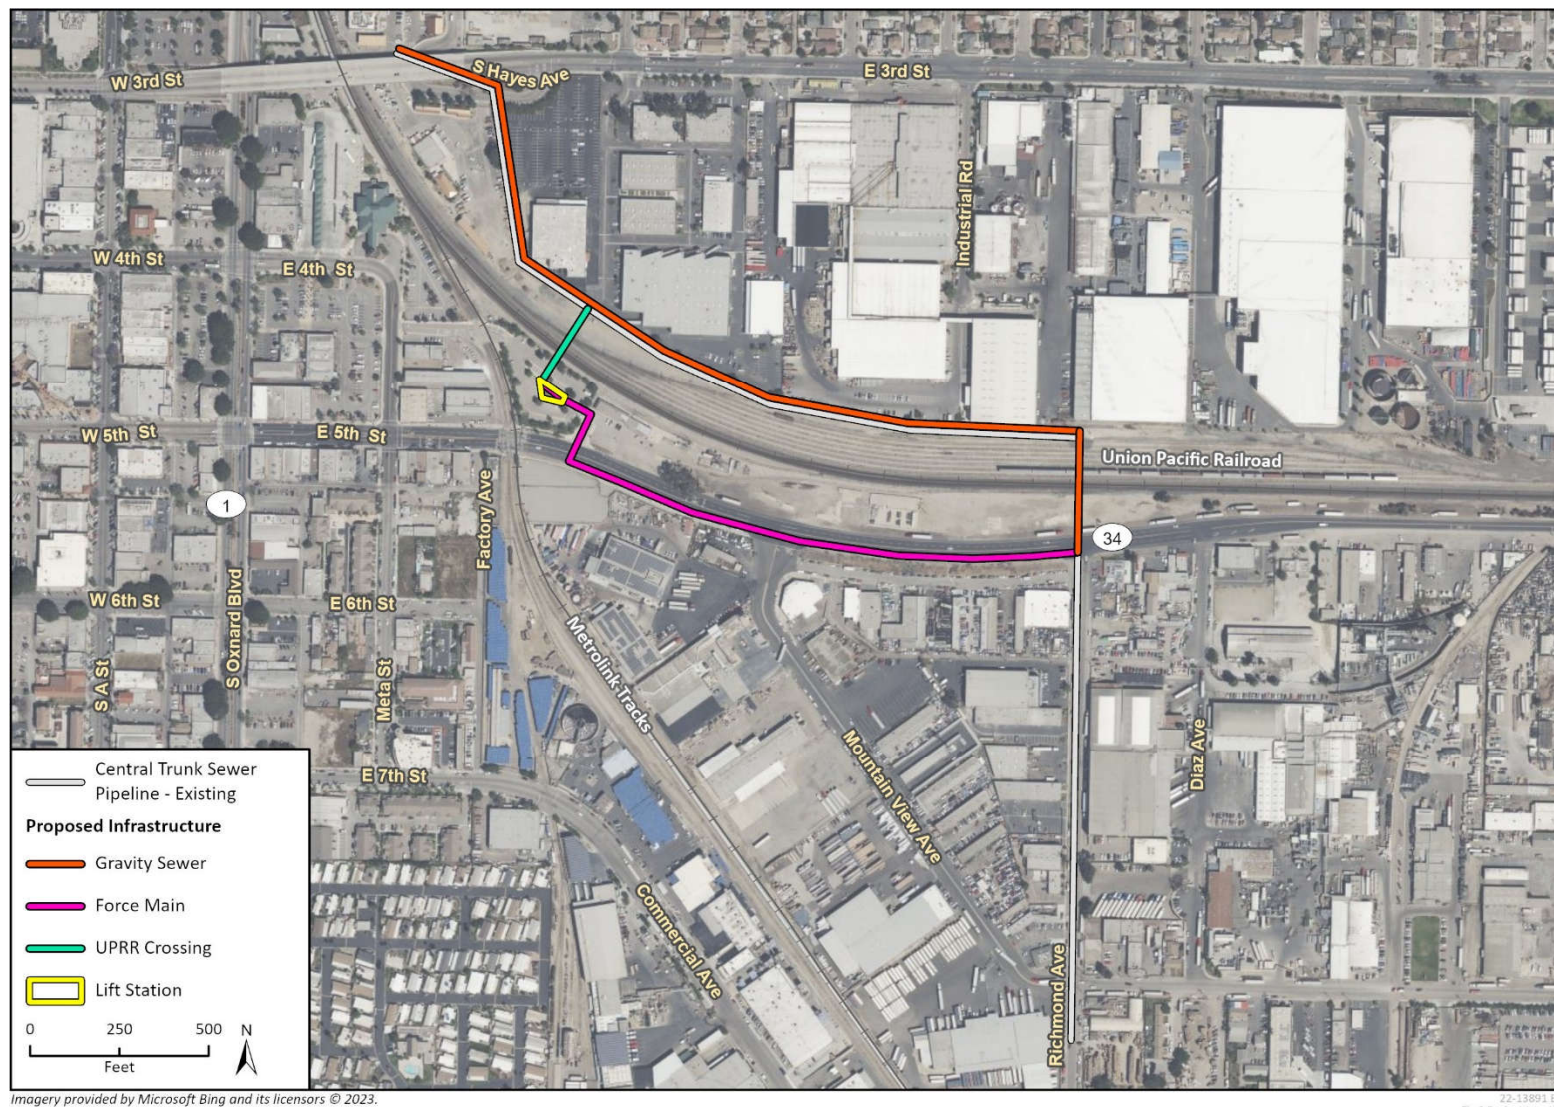 W 3rd St
S Hayes Ave
E 3rd St
Industrial Rd
W 4th St
E 4th St
W 5th St
E 5th St
Union Pacific Railroad
1
Factory Ave
34
W 6th St
S Oxnard Blvd
E 6th St
S A St
Meta St
Metrolink Tracks
Mountain View Ave
Diaz Ave
E 7th St
Commercial Ave
Richmond Ave
Central Trunk Sewer
Pipeline - Existing
Proposed Infrastructure
Gravity Sewer
Force Main
UPRR Crossing
Lift Station
0 250 500 N
Feet
Imagery provided by Microsoft Bing and its licensors © 2023.
22-13891